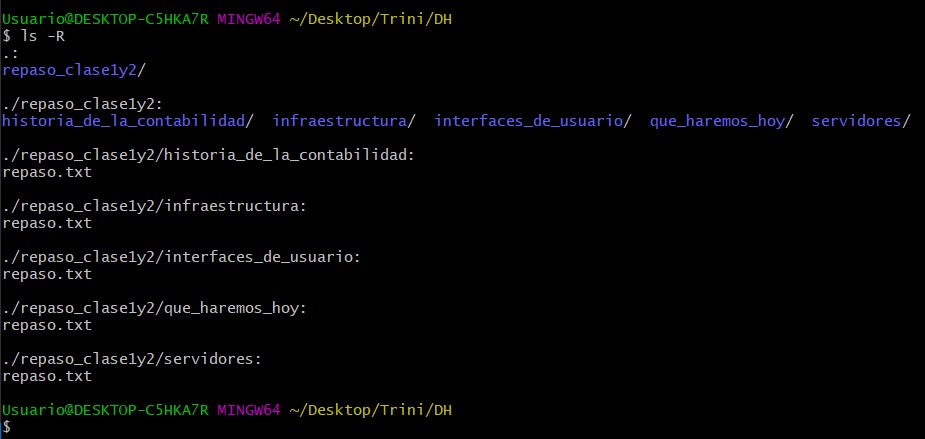 Usuario@DESKTOP-C5HKA7R MINGW64 ~/Desktop/Trini/DH
$ ls -R
.:
repaso_clase1y2/

./repaso_clase1y2:
historia_de_la_contabilidad/  infraestructura/  interfaces_de_usuario/  que_haremos_hoy/  servidores/

./repaso_clase1y2/historia_de_la_contabilidad:
repaso.txt

./repaso_clase1y2/infraestructura:
repaso.txt

./repaso_clase1y2/interfaces_de_usuario:
repaso.txt

./repaso_clase1y2/que_haremos_hoy:
repaso.txt

./repaso_clase1y2/servidores:
repaso.txt

Usuario@DESKTOP-C5HKA7R MINGW64 ~/Desktop/Trini/DH
$